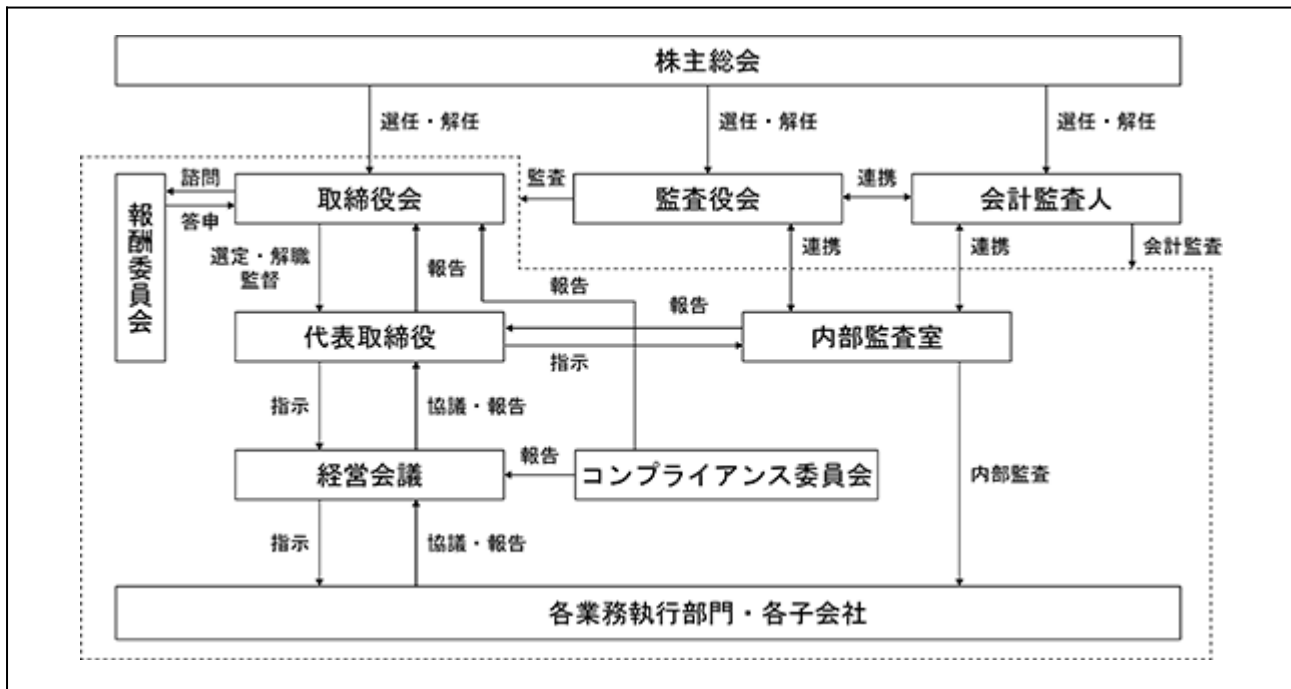 株主総会
選任・解任
選任・解任
選任・解任
諮問
取締役会
監査
監査役会
連携
会計監査人
答申
報酬委員会
選定・解職
監督
報告
報告
連携
連携
会計監査
代表取締役
報告
指示
内部監査室
指示
協議・報告
経営会議
報告
コンプライアンス委員会
内部監査
指示
協議・報告
各業務執行部門・各子会社